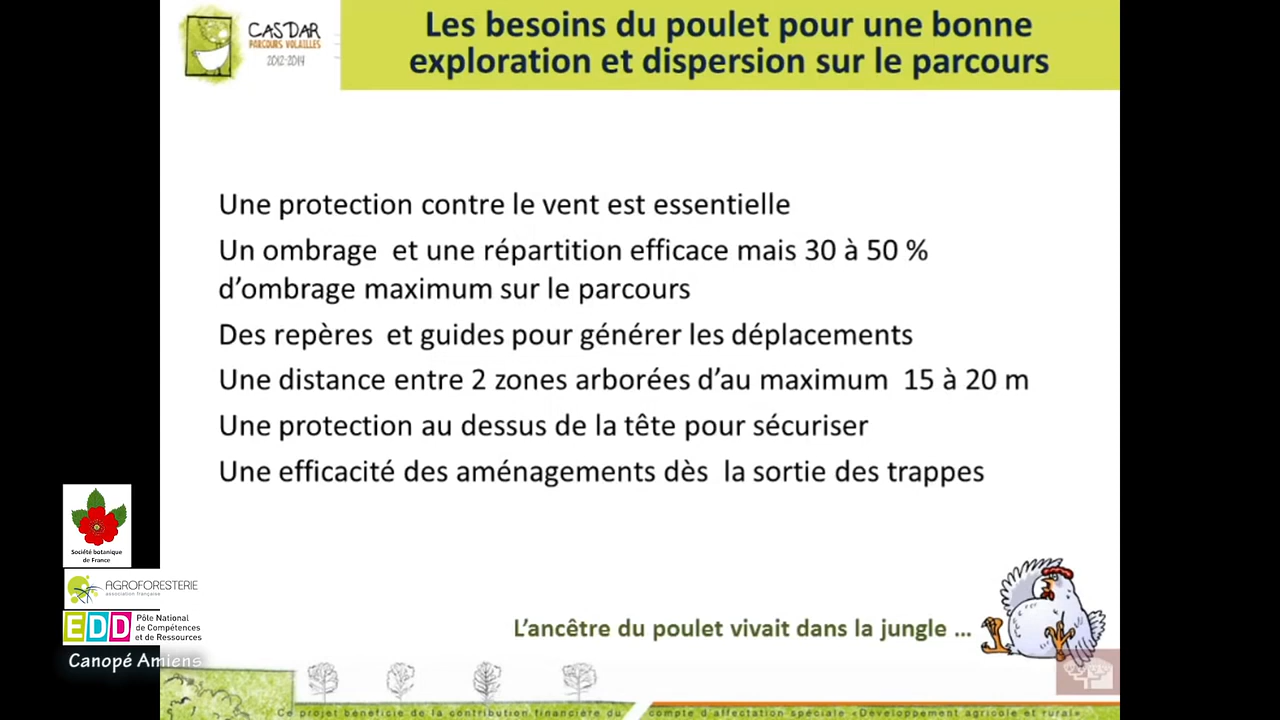 CASDAR
PARCOURS VOLAILLES
2012-2014
Les besoins du poulet pour une bonne
exploration et dispersion sur le parcours
Une protection contre le vent est essentielle
Un ombrage et une répartition efficace mais 30 à 50 %
d'ombrage maximum sur le parcours
Des repères et guides pour générer les déplacements
Une distance entre 2 zones arborées d'au maximum 15 à 20 m
Une protection au dessus de la tête pour sécuriser
Une efficacité des aménagements dès la sortie des trappes
Société botanique
de France
AGROFORESTERIE
association française
EDD
Pôle National
de Compétences
et de Ressources
Canopé Amiens
L'ancêtre du poulet vivait dans la jungle ...
Ce projet bénéficie de la contribution financière du compte d'affectation spéciale «Développement agricole et rural»